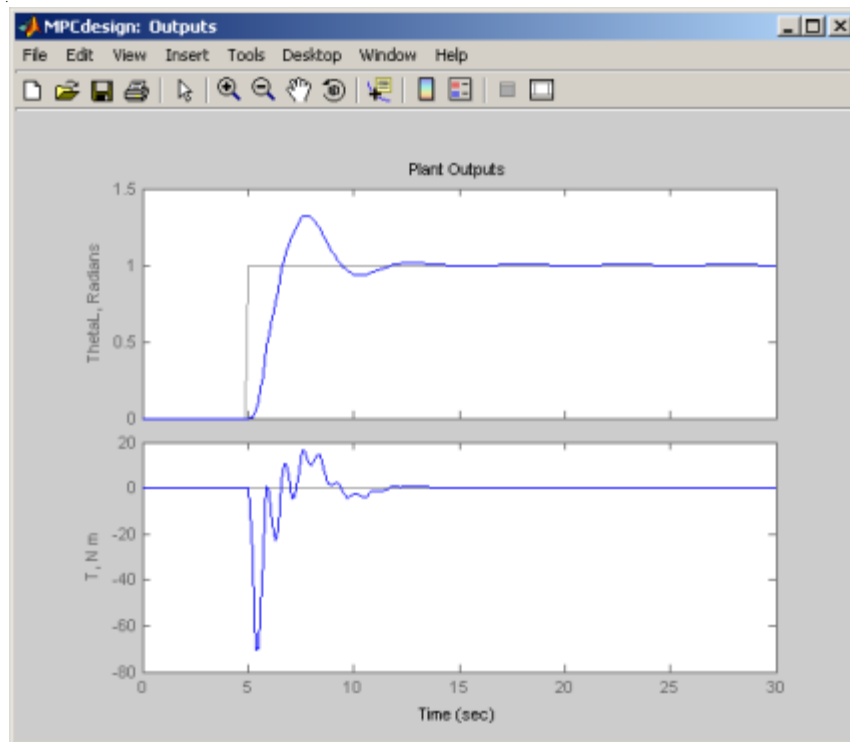 MPCdesign: Outputs
File Edit View Insert Tools Desktop Window Help
Plant Outputs
1.5
1
0.5
0
ThetaL, Radians
20
0
-20
-40
-60
-80
T, N m
0 5 10 15 20 25 30
Time (sec)